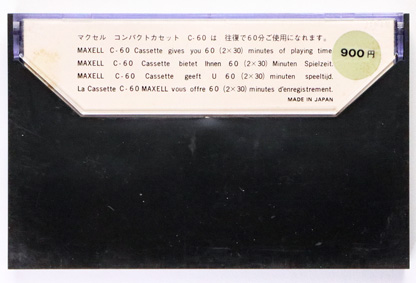 マクセル コンパクトカセット C-60は 往復で60分ご使用になれます。
MAXELL C-60 Cassette gives you 60 (2×30) minutes of playing time.
MAXELL C-60 Cassette bietet Ihnen 60 (2×30) Minuten Spielzeit.
MAXELL C-60 Cassette geeft U 60 (2×30) minuten speeltijd.
La Cassette C-60 MAXELL vous offre 60 (2×30) minutes d'enregistrement.
MADE IN JAPAN
900円